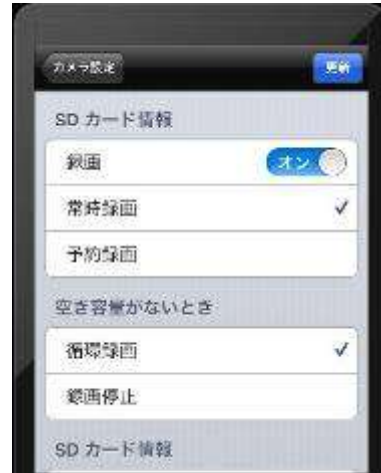 カメラ設定
更新
SD カード情報
録画
オン
常時録画
予約録画
空き容量がないとき
循環録画
録画停止
SD カード情報